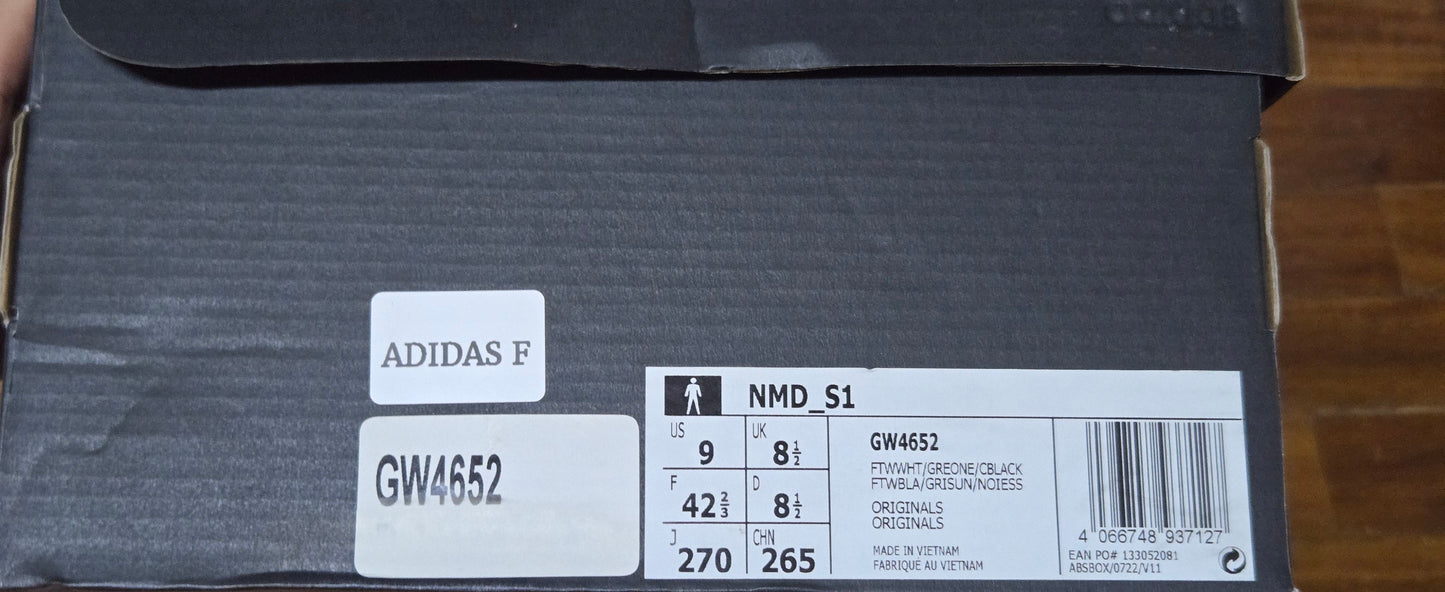 adidas
ADIDAS F
GW4652
NMD_S1
US 9 UK 8½
F 42⅔ D 8½
J 270 CHN 265
GW4652
FTWWHT/GREONE/CBLACK
FTWBLA/GRISUN/NOIESS
ORIGINALS
ORIGINALS
MADE IN VIETNAM
FABRIQUE AU VIETNAM
4 066748 937127
EAN PO# 133052081
ABSBOX/0722/V11